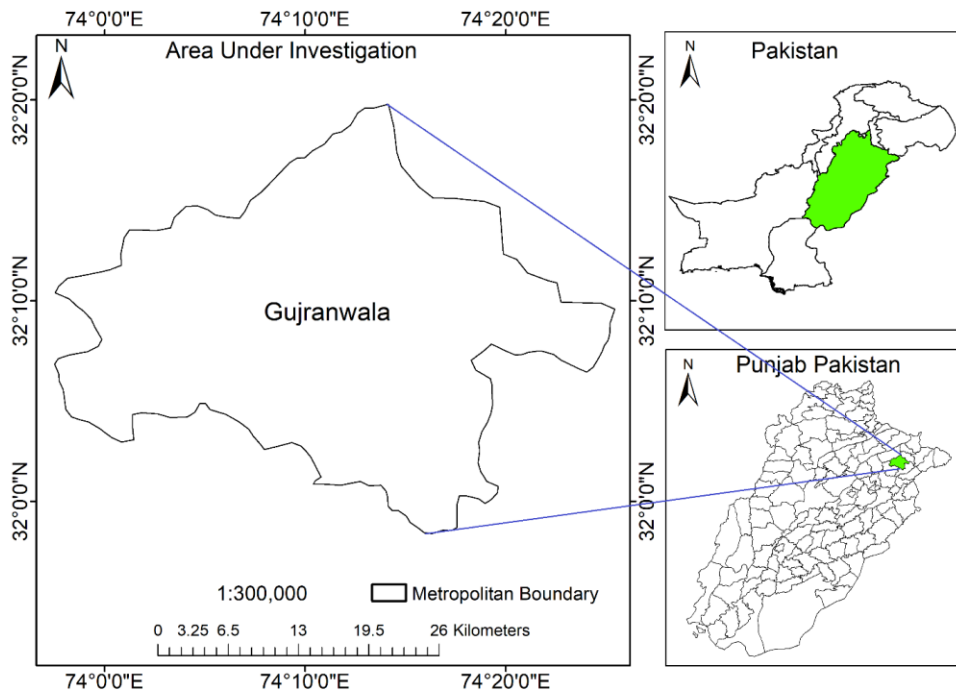 74°0'0"E 74°10'0"E 74°20'0"E
N
Area Under Investigation
32°20'0"N
32°10'0"N
32°0'0"N
Gujranwala
1:300,000
Metropolitan Boundary
0 3.25 6.5 13 19.5 26 Kilometers
74°0'0"E 74°10'0"E 74°20'0"E
32°20'0"N
32°10'0"N
32°0'0"N
N
Pakistan
N
Punjab Pakistan